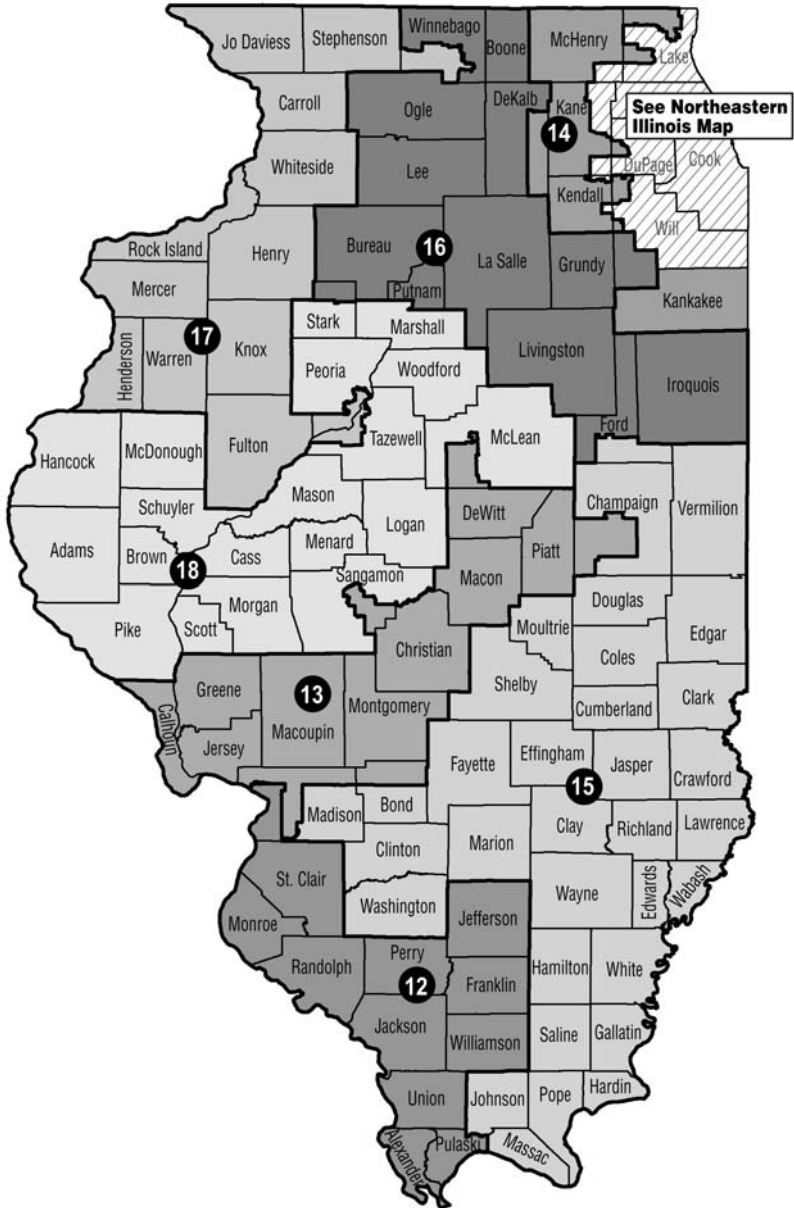 Jo Daviess
Stephenson
Winnebago
Boone
McHenry
Lake
Carroll
Ogle
DeKalb
Kane
14
See Northeastern
Illinois Map
Whiteside
Lee
DuPage
Cook
Kendall
Will
Rock Island
Henry
Bureau
16
La Salle
Grundy
Mercer
Putnam
Kankakee
Stark
Marshall
17
Henderson
Warren
Knox
Peoria
Woodford
Livingston
Iroquois
Ford
Hancock
McDonough
Fulton
Tazewell
McLean
Mason
Schuyler
Logan
DeWitt
Champaign
Vermilion
Adams
Brown
18
Cass
Menard
Piatt
Sangamon
Macon
Pike
Scott
Morgan
Christian
Moultrie
Douglas
Edgar
Coles
Shelby
Greene
13
Montgomery
Cumberland
Clark
Calhoun
Macoupin
Jersey
Fayette
Effingham
Jasper
Crawford
15
Madison
Bond
Clay
Richland
Lawrence
Clinton
Marion
St. Clair
Wayne
Edwards
Wabash
Washington
Jefferson
Monroe
Perry
Randolph
12
Franklin
Hamilton
White
Jackson
Williamson
Saline
Gallatin
Union
Johnson
Pope
Hardin
Alexander
Pulaski
Massac